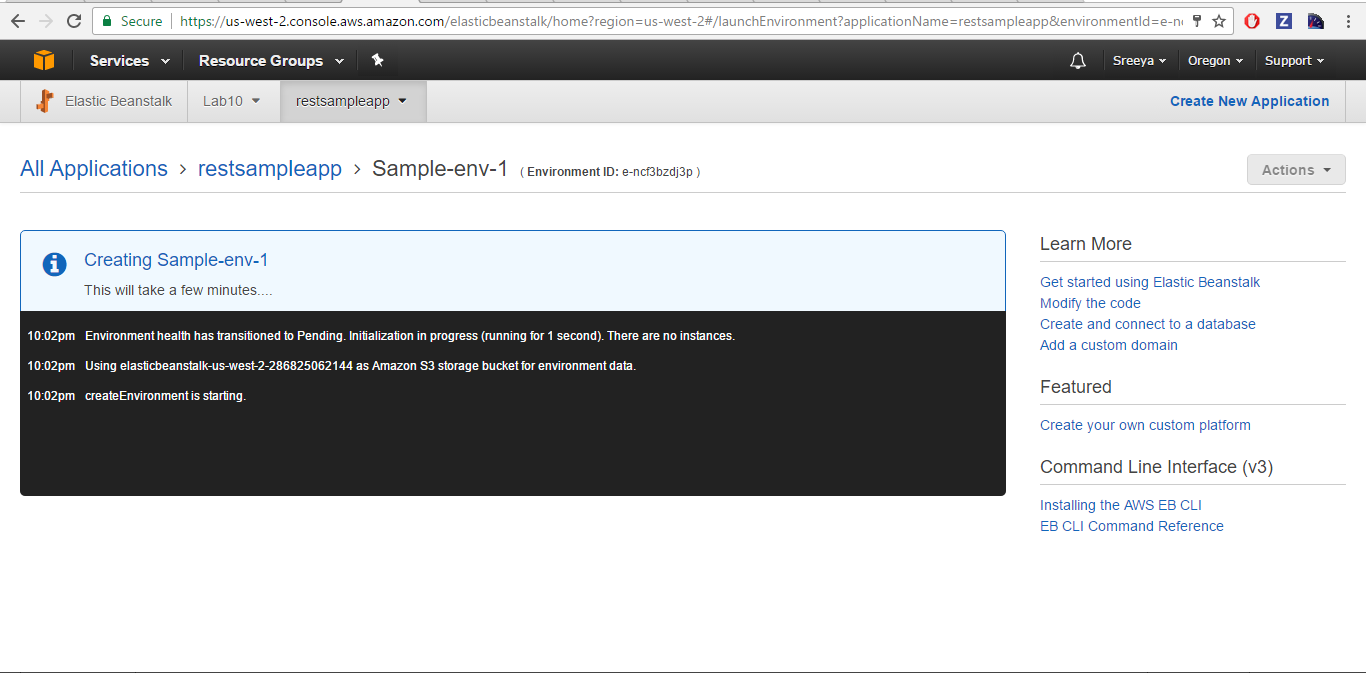 Secure https://us-west-2.console.aws.amazon.com/elasticbeanstalk/home?region=us-west-2#/launchEnvironment?applicationName=restsampleapp&environmentId=e-nc
Services Resource Groups Sreeya Oregon Support
Elastic Beanstalk Lab10 restsampleapp Create New Application
All Applications > restsampleapp > Sample-env-1 ( Environment ID: e-ncf3bzdj3p ) Actions
Creating Sample-env-1
This will take a few minutes....
10:02pm Environment health has transitioned to Pending. Initialization in progress (running for 1 second). There are no instances.
10:02pm Using elasticbeanstalk-us-west-2-286825062144 as Amazon S3 storage bucket for environment data.
10:02pm createEnvironment is starting.
Learn More
Get started using Elastic Beanstalk
Modify the code
Create and connect to a database
Add a custom domain
Featured
Create your own custom platform
Command Line Interface (v3)
Installing the AWS EB CLI
EB CLI Command Reference